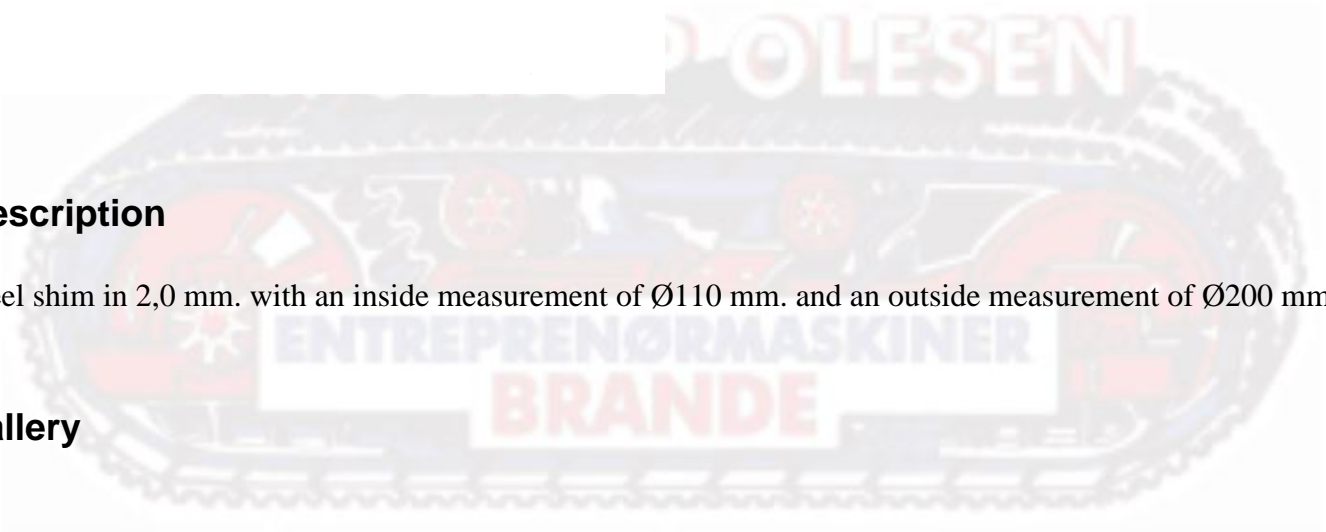 OLESEN
escription
el shim in 2,0 mm. with an inside measurement of Ø110 mm. and an outside measurement of Ø200 mm
ENTREPRENØRMASKINER
BRANDE
allery